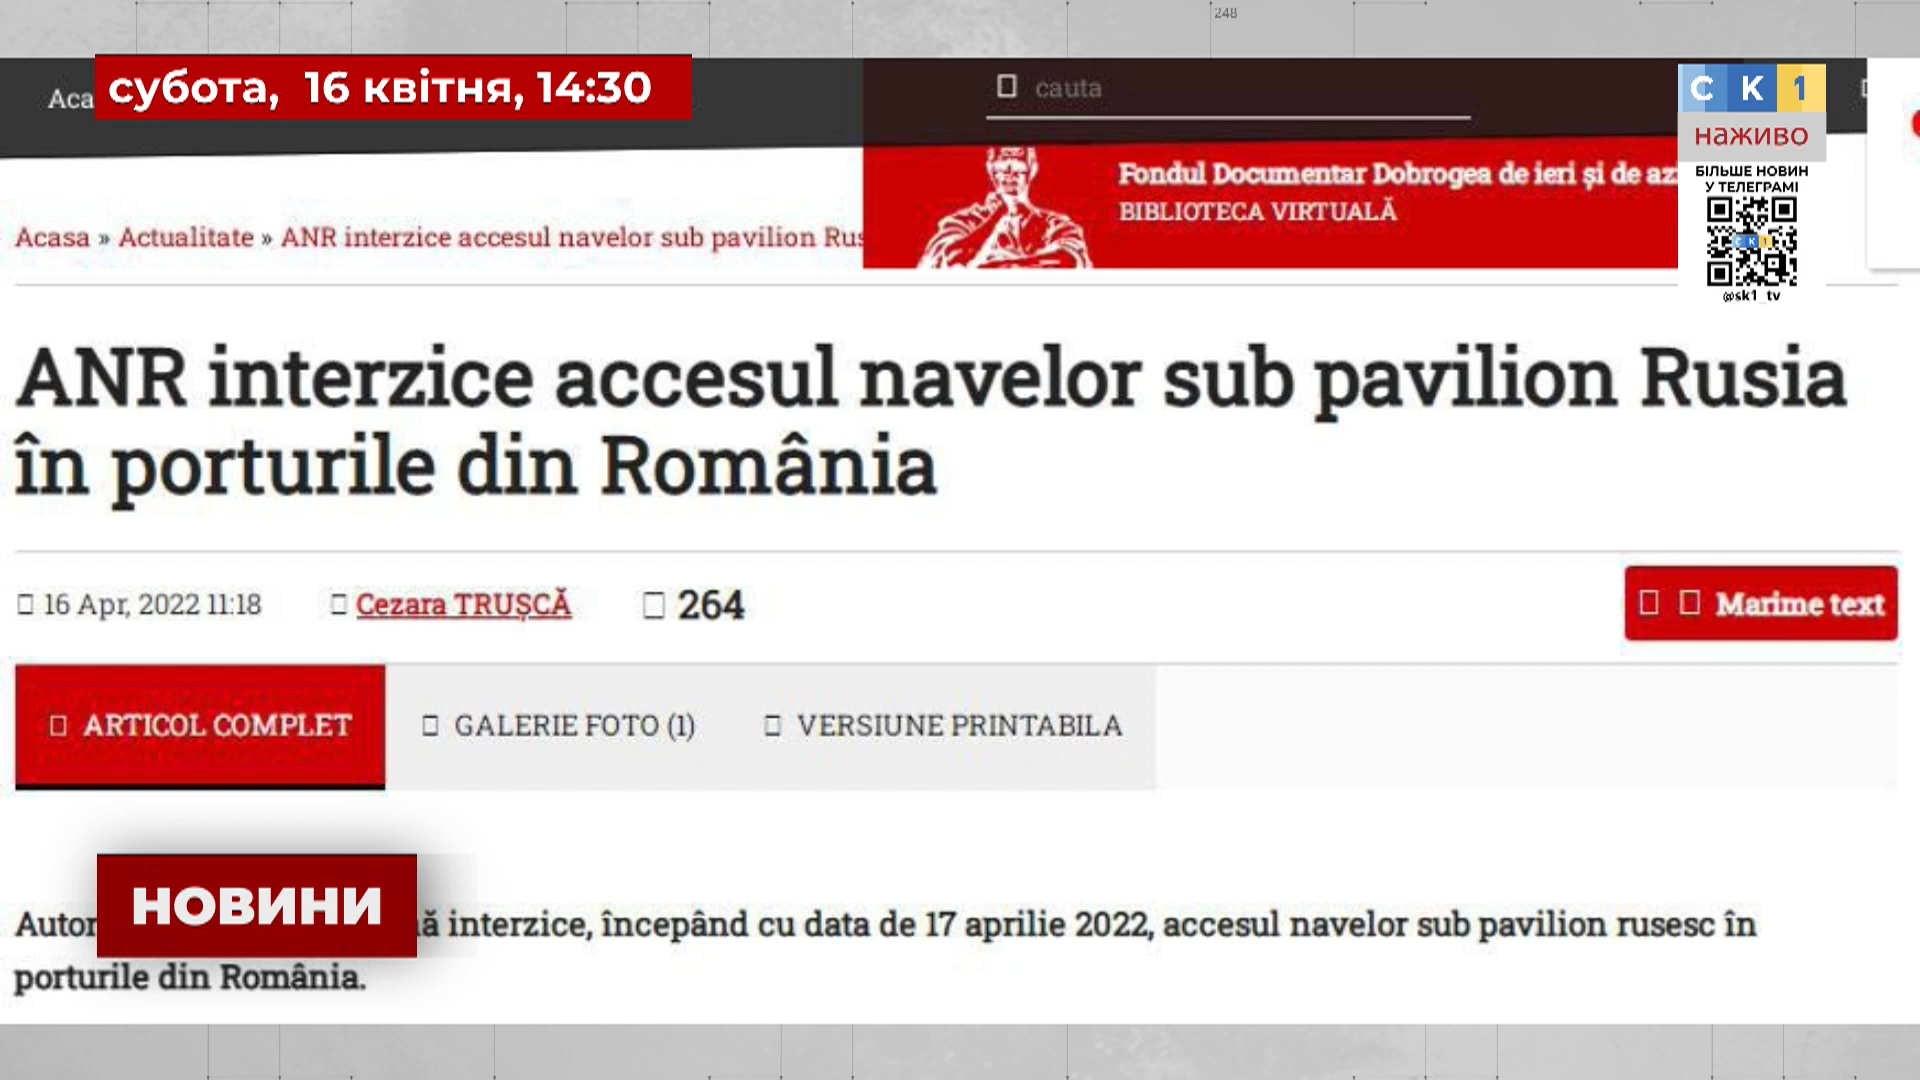 248
субота, 16 квітня, 14:30
cauta
СК1
наживо
БІЛЬШЕ НОВИН
У ТЕЛЕГРАМІ
@sk1_tv
Fondul Documentar Dobrogea de ieri și de az
BIBLIOTECA VIRTUALĂ
Acasa » Actualitate » ANR interzice accesul navelor sub pavilion Rus
ANR interzice accesul navelor sub pavilion Rusia
în porturile din România
16 Apr, 2022 11:18 Cezara TRUȘCĂ 264
Marime text
ARTICOL COMPLET GALERIE FOTO (1) VERSIUNE PRINTABILA
НОВИНИ
interzice, începând cu data de 17 aprilie 2022, accesul navelor sub pavilion rusesc în
porturile din România.